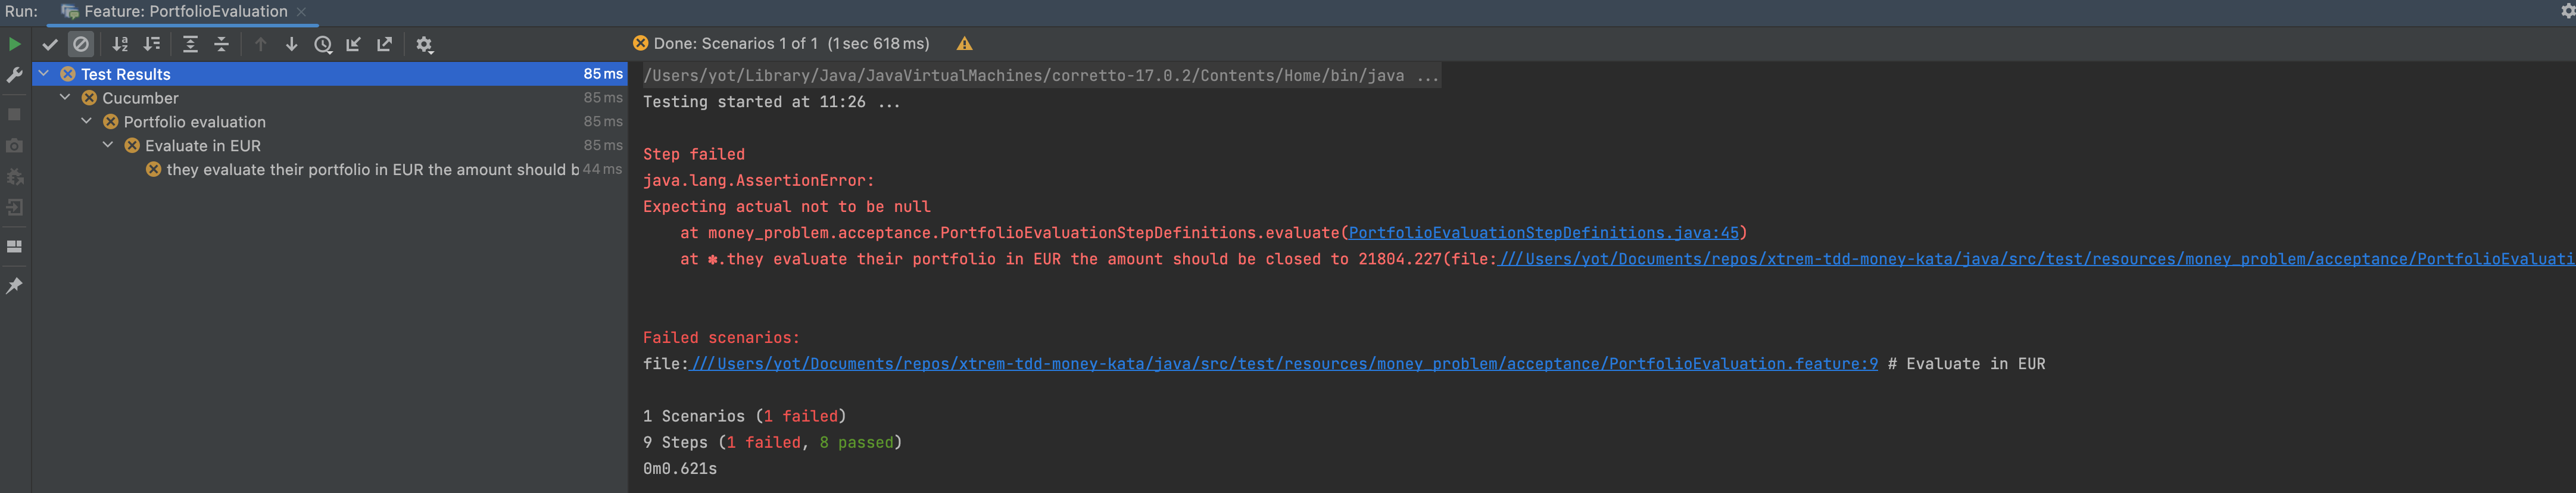 Run: Feature: PortfolioEvaluation
Done: Scenarios 1 of 1 (1 sec 618 ms)
Test Results 85 ms
Cucumber 85 ms
Portfolio evaluation 85 ms
Evaluate in EUR 85 ms
they evaluate their portfolio in EUR the amount should b 44 ms
/Users/yot/Library/Java/JavaVirtualMachines/corretto-17.0.2/Contents/Home/bin/java ...
Testing started at 11:26 ...
Step failed
java.lang.AssertionError:
Expecting actual not to be null
at money_problem.acceptance.PortfolioEvaluationStepDefinitions.evaluate(PortfolioEvaluationStepDefinitions.java:45)
at ✽.they evaluate their portfolio in EUR the amount should be closed to 21804.227(file:///Users/yot/Documents/repos/xtrem-tdd-money-kata/java/src/test/resources/money_problem/acceptance/PortfolioEvaluati
Failed scenarios:
file:///Users/yot/Documents/repos/xtrem-tdd-money-kata/java/src/test/resources/money_problem/acceptance/PortfolioEvaluation.feature:9 # Evaluate in EUR
1 Scenarios (1 failed)
9 Steps (1 failed, 8 passed)
0m0.621s